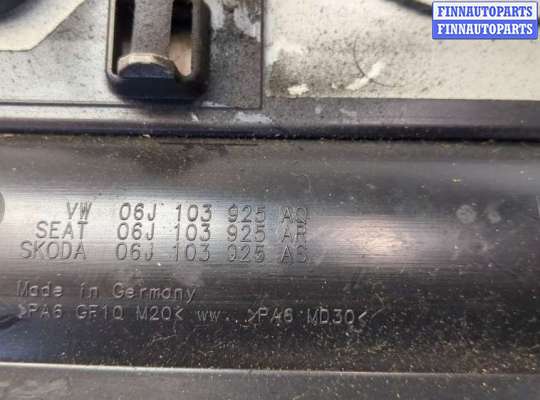 FINNAUTOPARTS
FINNAUTOPARTS
VW 06J 103 925 AQ
SEAT 06J 103 925 AR
SKODA 06J 103 925 AS
Made in Germany
>PA6 GF10 M20< ww. >PA6 MD30<